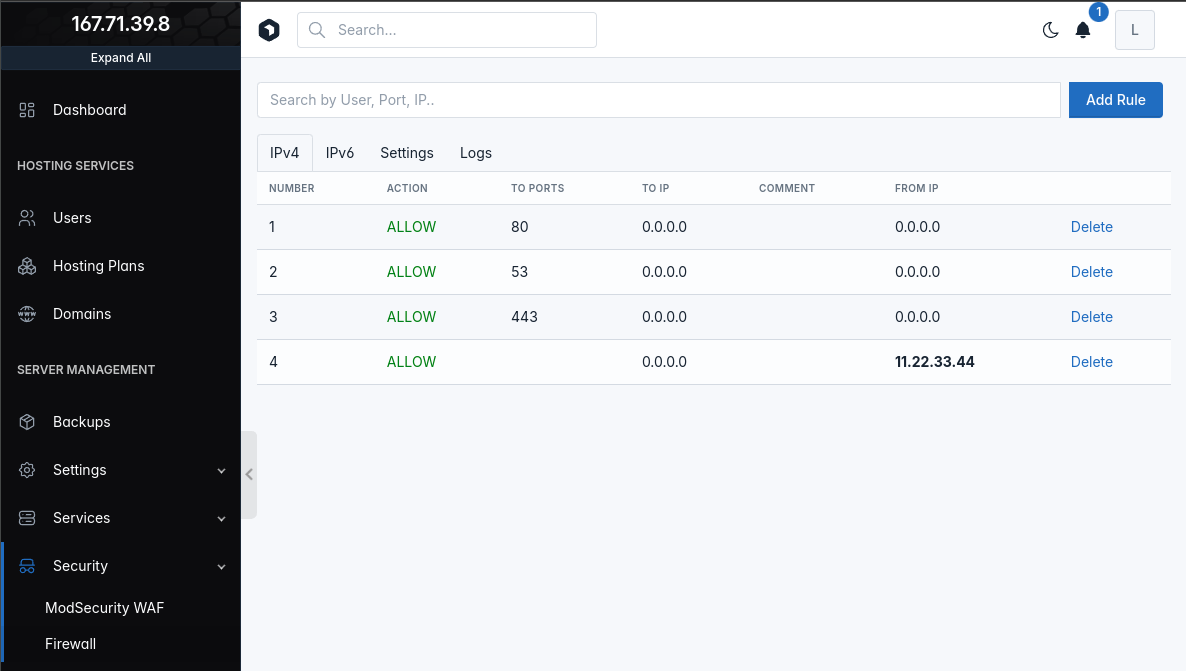 167.71.39.8
Expand All
Dashboard
HOSTING SERVICES
Users
Hosting Plans
www
Domains
SERVER MANAGEMENT
Backups
Settings
Services
Security
ModSecurity WAF
Firewall
Search...
1
L
Search by User, Port, IP..
Add Rule
IPv4 IPv6 Settings Logs
NUMBER ACTION TO PORTS TO IP COMMENT FROM IP
1 ALLOW 80 0.0.0.0 0.0.0.0 Delete
2 ALLOW 53 0.0.0.0 0.0.0.0 Delete
3 ALLOW 443 0.0.0.0 0.0.0.0 Delete
4 ALLOW 0.0.0.0 11.22.33.44 Delete